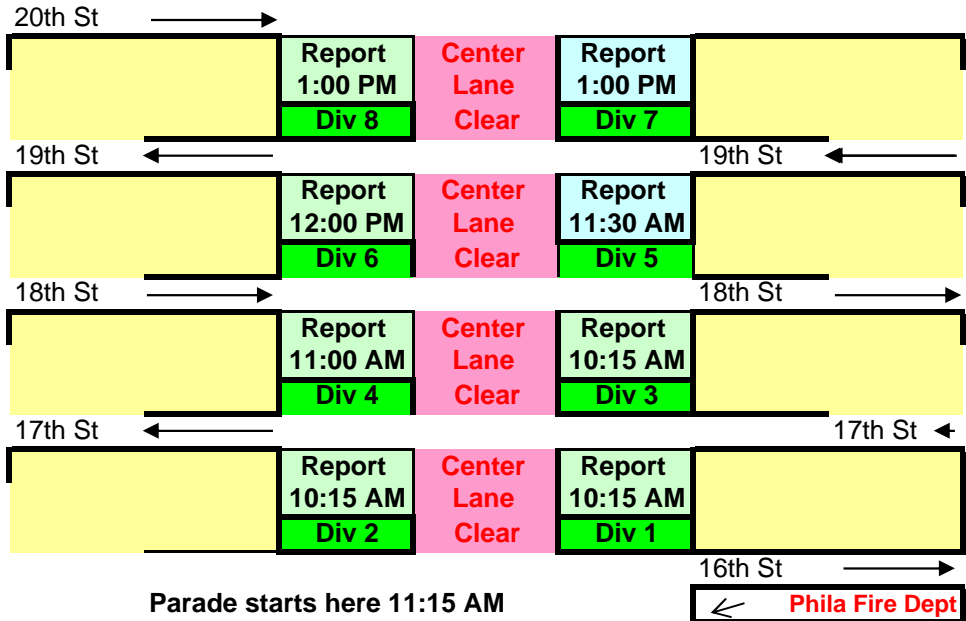 20th St
Report Center Report
1:00 PM Lane 1:00 PM
Div 8 Clear Div 7
19th St 19th St
Report Center Report
12:00 PM Lane 11:30 AM
Div 6 Clear Div 5
18th St 18th St
Report Center Report
11:00 AM Lane 10:15 AM
Div 4 Clear Div 3
17th St 17th St
Report Center Report
10:15 AM Lane 10:15 AM
Div 2 Clear Div 1
16th St
Parade starts here 11:15 AM Phila Fire Dept